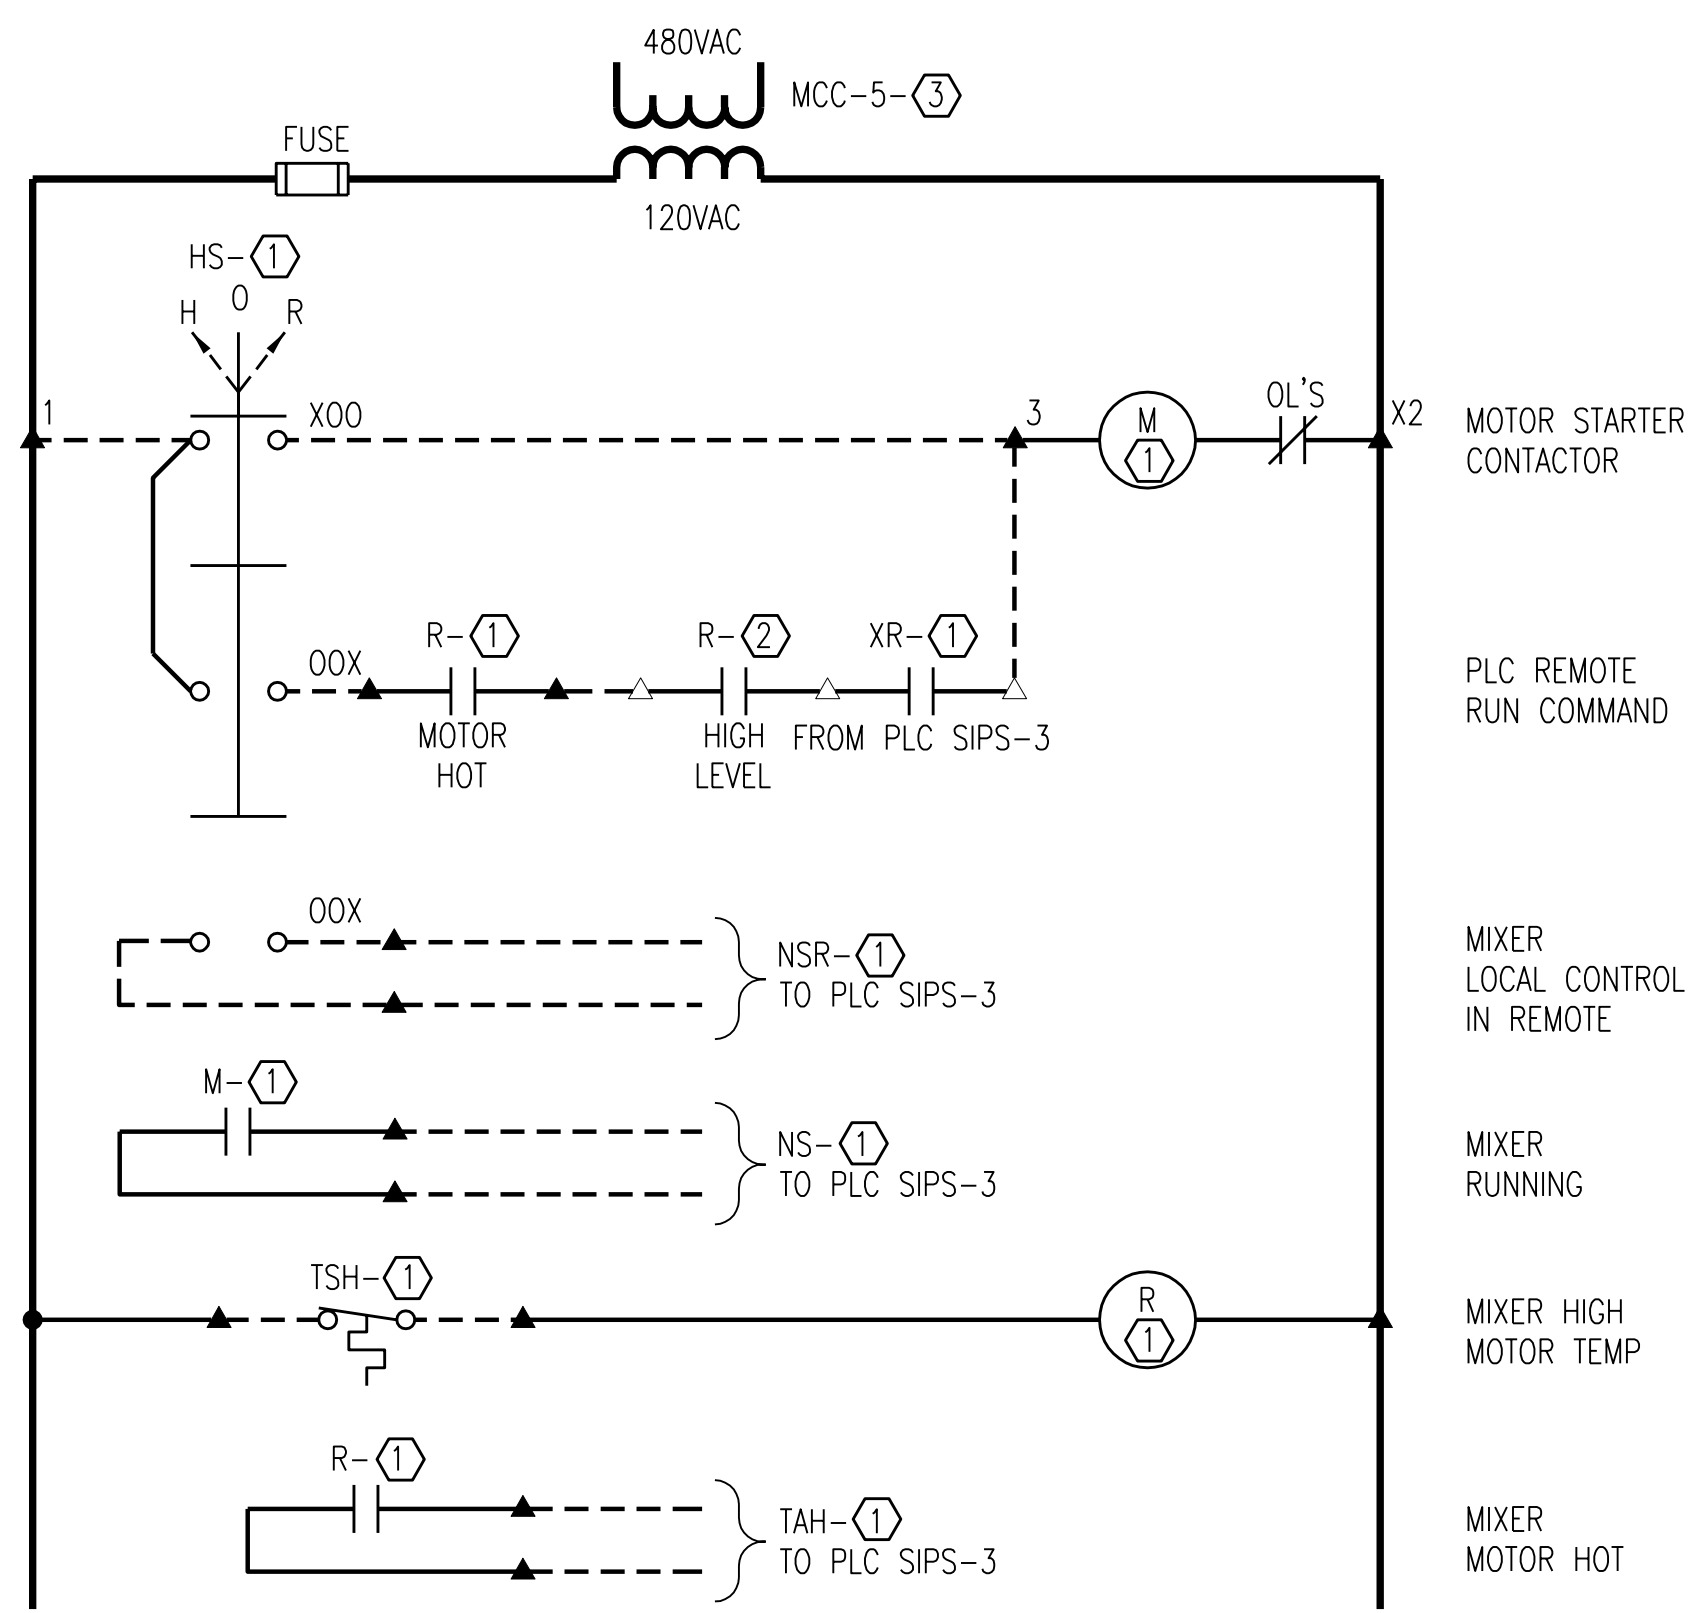 480VAC
MCC-5-3
FUSE
120VAC
HS-1
H O R
1
X00
3
M
1
OL'S
X2
MOTOR STARTER
CONTACTOR
R-1
R-2
XR-1
00X
MOTOR
HOT
HIGH
LEVEL
FROM PLC SIPS-3
PLC REMOTE
RUN COMMAND
00X
NSR-1
TO PLC SIPS-3
MIXER
LOCAL CONTROL
IN REMOTE
M-1
NS-1
TO PLC SIPS-3
MIXER
RUNNING
TSH-1
R
1
MIXER HIGH
MOTOR TEMP
R-1
TAH-1
TO PLC SIPS-3
MIXER
MOTOR HOT